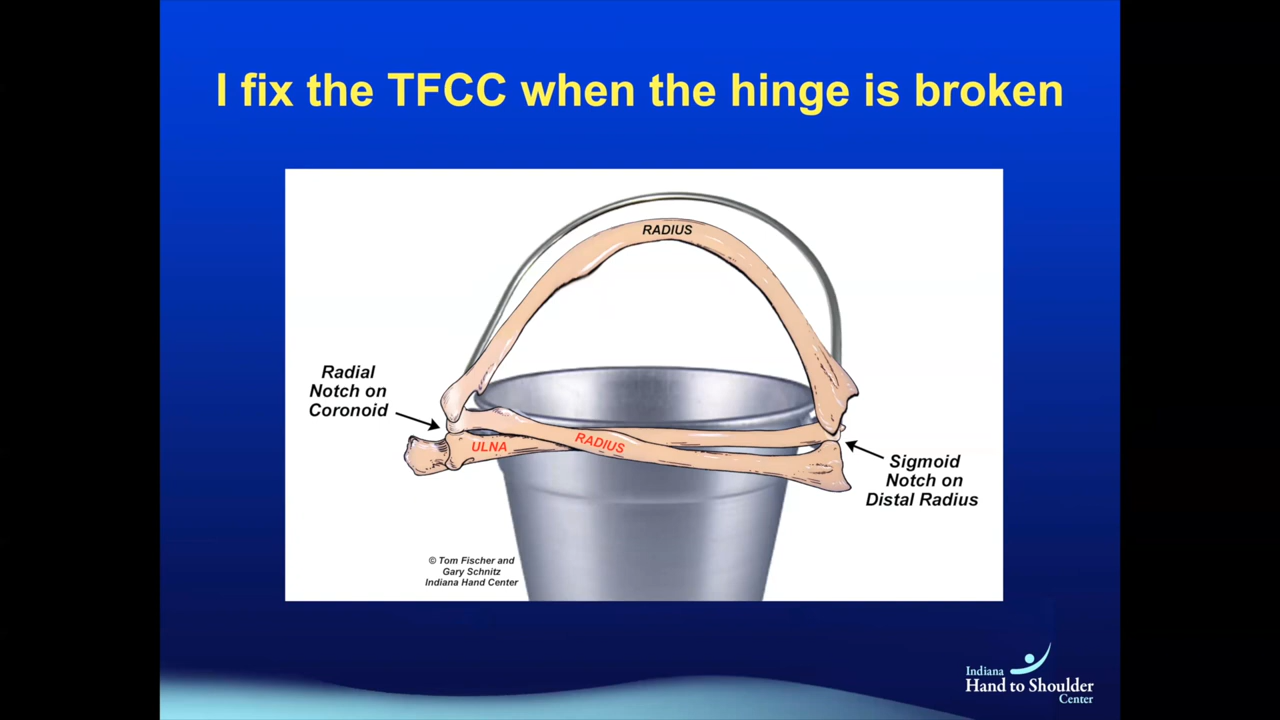 I fix the TFCC when the hinge is broken
RADIUS
Radial
Notch on
Coronoid
ULNA
RADIUS
Sigmoid
Notch on
Distal Radius
© Tom Fischer and
Gary Schnitz
Indiana Hand Center
Indiana
Hand to Shoulder
Center